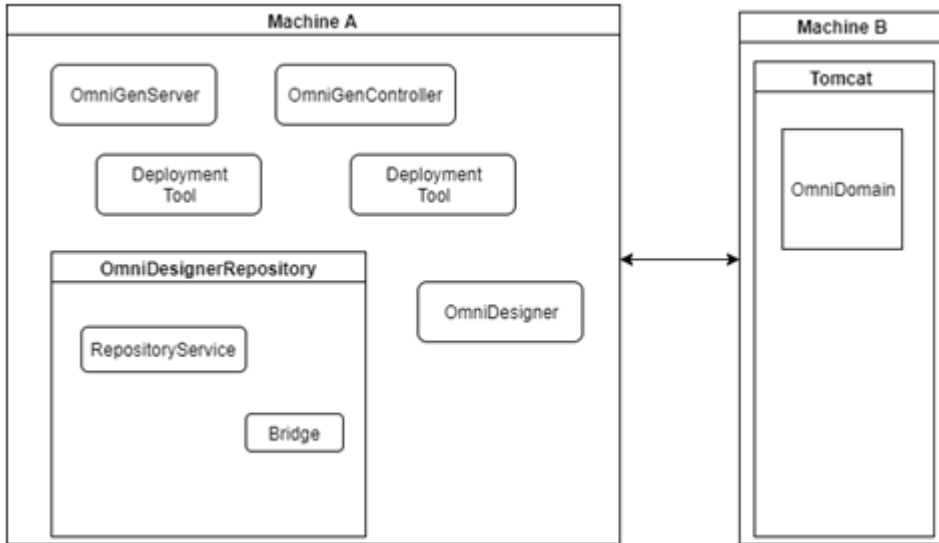 Machine A
OmniGenServer
OmniGenController
Deployment
Tool
Deployment
Tool
OmniDesignerRepository
RepositoryService
Bridge
OmniDesigner
Machine B
Tomcat
OmniDomain